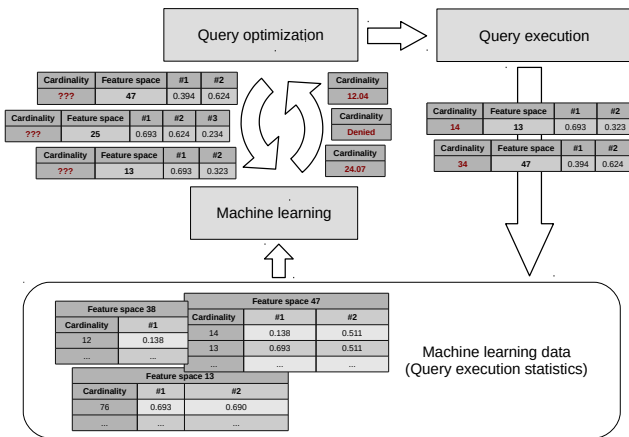 Query optimization
Query execution
Cardinality Feature space #1 #2
??? 47 0.394 0.624
Cardinality Feature space #1 #2 #3
??? 25 0.693 0.624 0.234
Cardinality Feature space #1 #2
??? 13 0.693 0.323
Cardinality
12.04
Cardinality
Denied
Cardinality
24.07
Cardinality Feature space #1 #2
14 13 0.693 0.323
Cardinality Feature space #1 #2
34 47 0.394 0.624
Machine learning
Feature space 38
Cardinality #1
12 0.138
... ...
Feature space 47
Cardinality #1 #2
14 0.138 0.511
13 0.693 0.511
... ... ...
Feature space 13
Cardinality #1 #2
76 0.693 0.690
... ... ...
Machine learning data
(Query execution statistics)